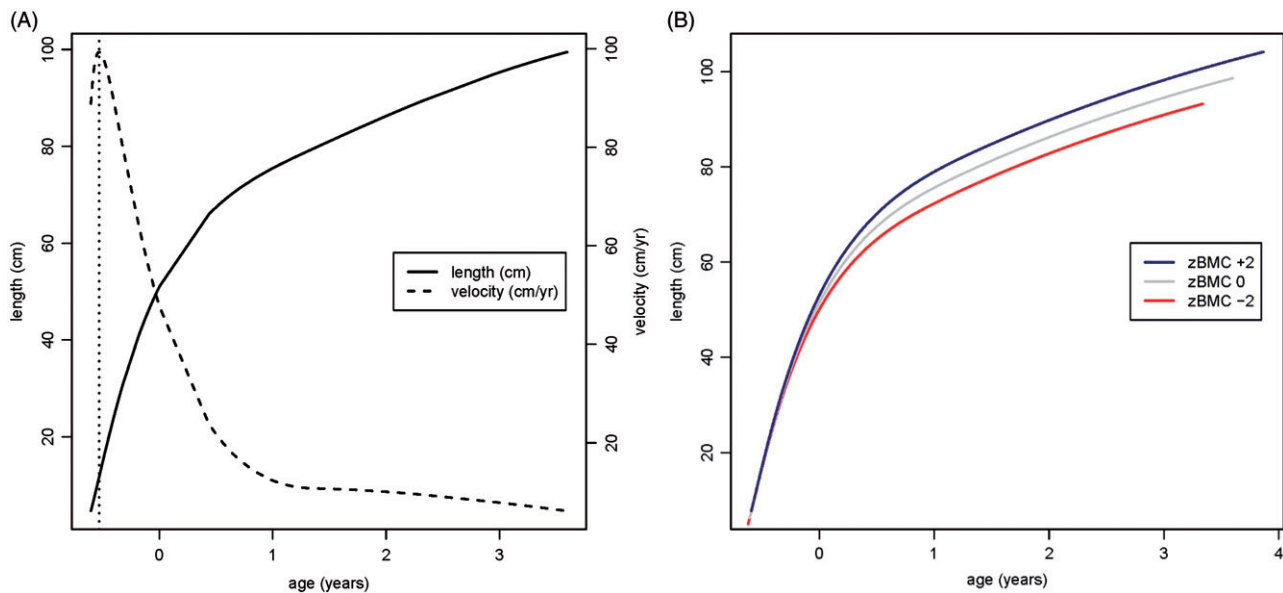 (A)
100
80
60
40
20
length (cm)
length (cm)
velocity (cm/yr)
100
80
60
40
20
velocity (cm/yr)
0 1 2 3
age (years)
(B)
100
80
60
40
20
length (cm)
zBMC +2
zBMC 0
zBMC −2
0 1 2 3 4
age (years)